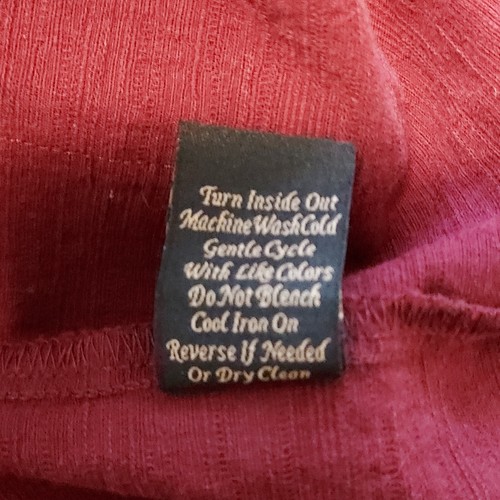 Turn Inside Out
Machine Wash Cold
Gentle Cycle
With Like Colors
Do Not Bleach
Cool Iron On
Reverse If Needed
Or Dry Clean